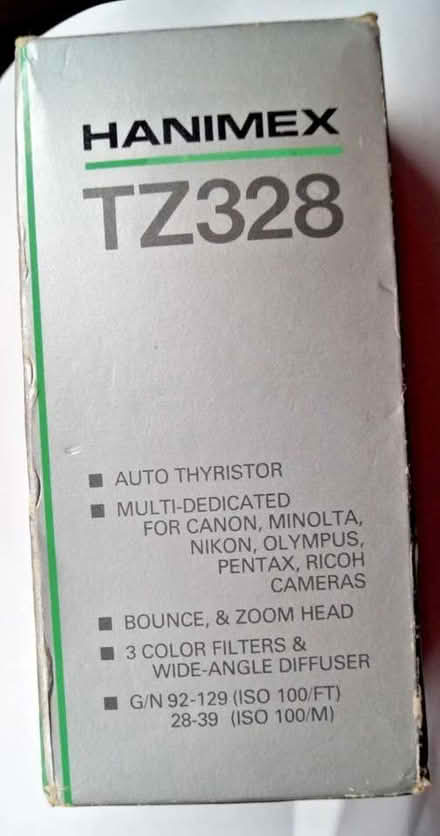 HANIMEX
TZ328
■ AUTO THYRISTOR
■ MULTI-DEDICATED
FOR CANON, MINOLTA,
NIKON, OLYMPUS,
PENTAX, RICOH
CAMERAS
■ BOUNCE, & ZOOM HEAD
■ 3 COLOR FILTERS &
WIDE-ANGLE DIFFUSER
■ G/N 92-129 (ISO 100/FT)
28-39 (ISO 100/M)